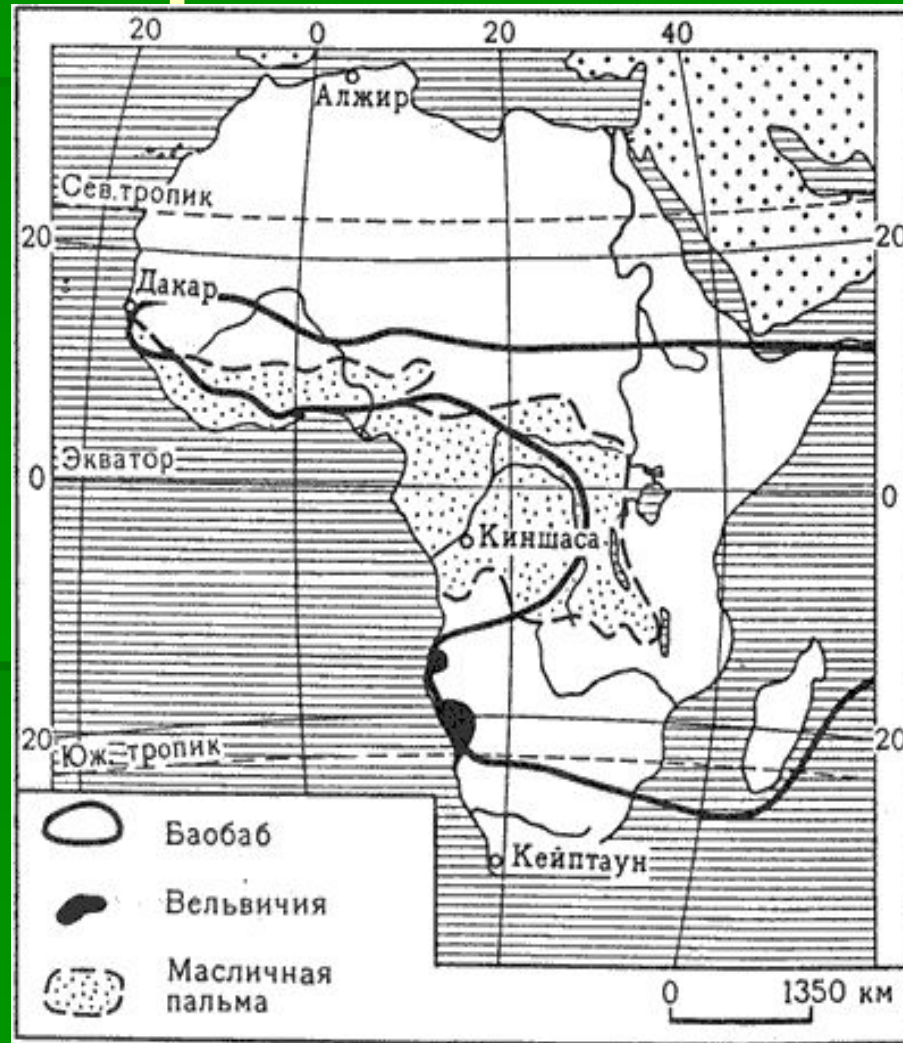 20 0 20 40
Алжир
Сев.тропик
20 20
Дакар
Экватор
0 0
Киншаса
20 20
Юж. тропик
Баобаб
Кейптаун
Вельвичия
Масличная
пальма
0 1350 км